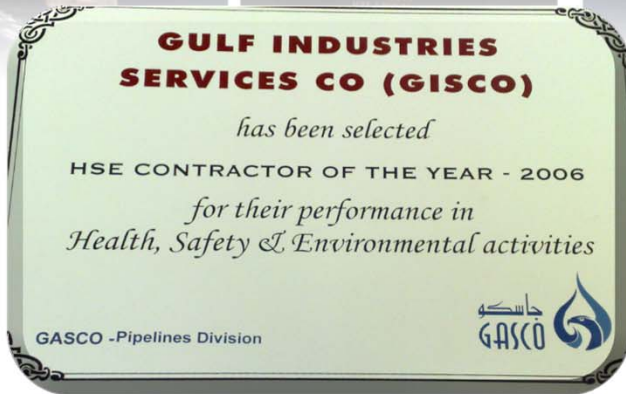 GULF INDUSTRIES
SERVICES CO (GISCO)
has been selected
HSE CONTRACTOR OF THE YEAR - 2006
for their performance in
Health, Safety & Environmental activities
جاسكو
GASCO
GASCO -Pipelines Division